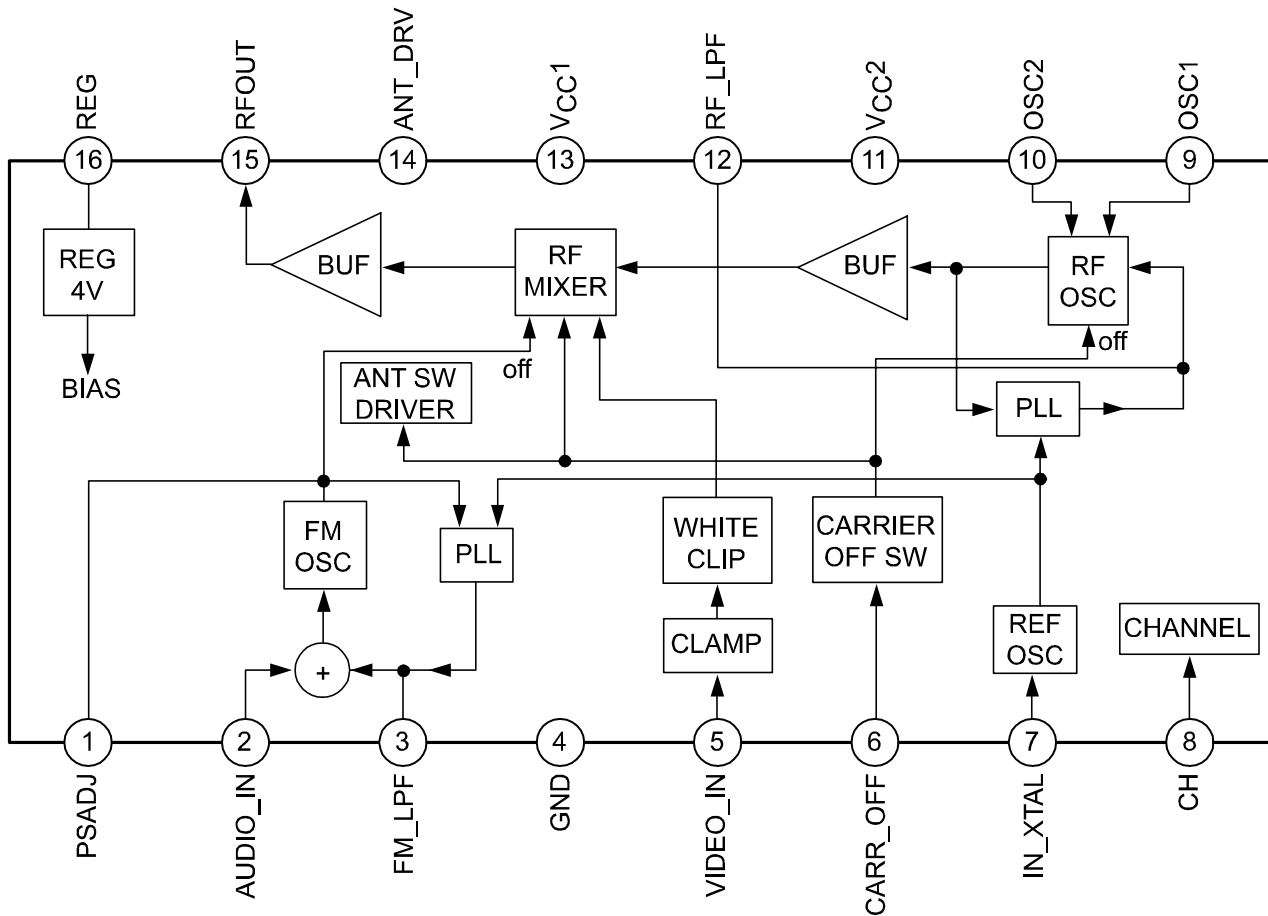 REG
RFOUT
ANT_DRV
VCC1
RF_LPF
VCC2
OSC2
OSC1
16
15
14
13
12
11
10
9
REG
4V
BUF
RF
MIXER
BUF
RF
OSC
off
off
BIAS
ANT SW
DRIVER
PLL
FM
OSC
PLL
WHITE
CLIP
CARRIER
OFF SW
+
CLAMP
REF
OSC
CHANNEL
1
2
3
4
5
6
7
8
PSADJ
AUDIO_IN
FM_LPF
GND
VIDEO_IN
CARR_OFF
IN_XTAL
CH